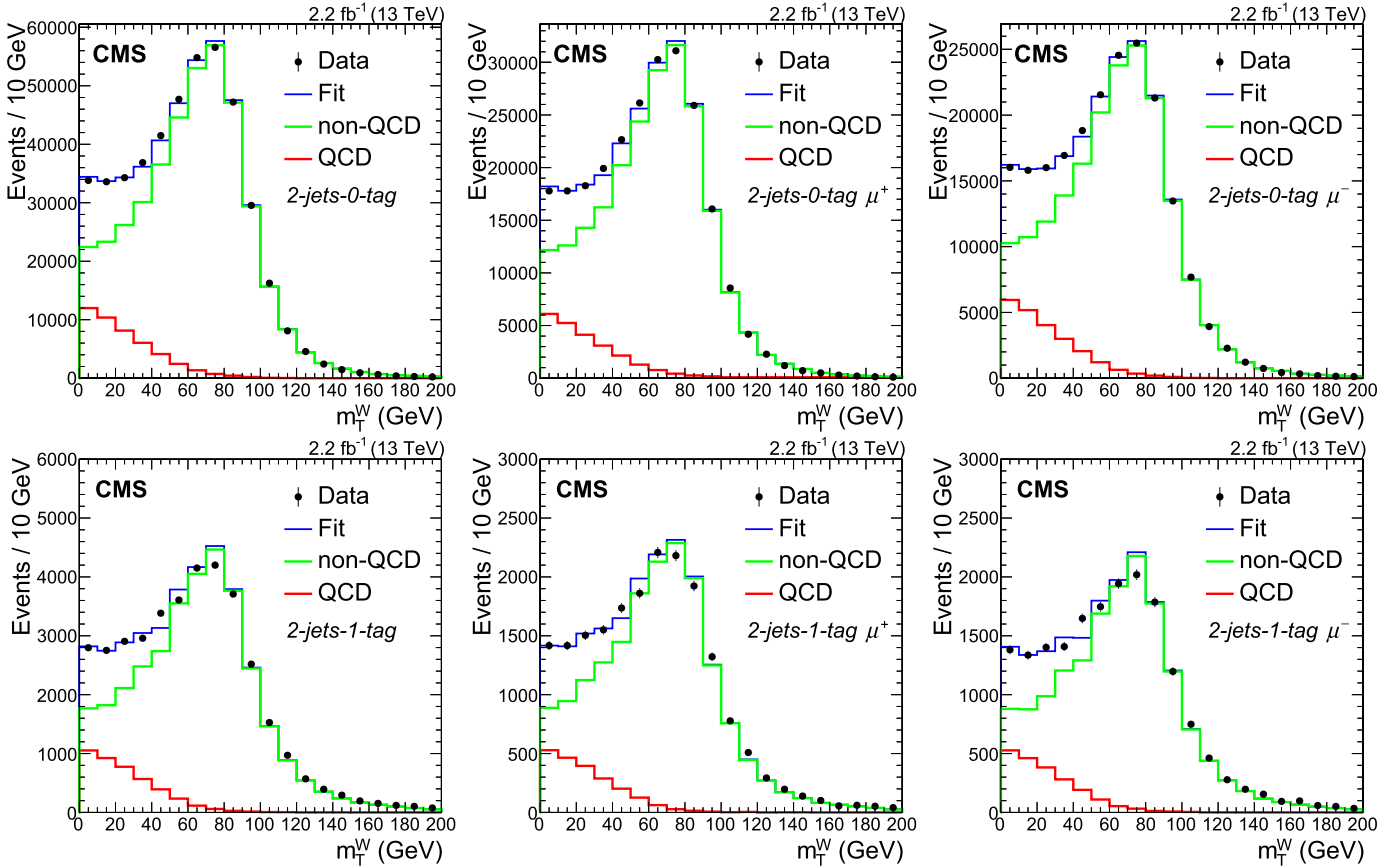 2.2 fb⁻¹ (13 TeV)
CMS
Events / 10 GeV
60000
50000
40000
30000
20000
10000
0
Data
Fit
non-QCD
QCD
2-jets-0-tag
0 20 40 60 80 100 120 140 160 180 200
m_T^W (GeV)
2.2 fb⁻¹ (13 TeV)
CMS
Events / 10 GeV
30000
25000
20000
15000
10000
5000
0
Data
Fit
non-QCD
QCD
2-jets-0-tag μ⁺
0 20 40 60 80 100 120 140 160 180 200
m_T^W (GeV)
2.2 fb⁻¹ (13 TeV)
CMS
Events / 10 GeV
25000
20000
15000
10000
5000
0
Data
Fit
non-QCD
QCD
2-jets-0-tag μ⁻
0 20 40 60 80 100 120 140 160 180 200
m_T^W (GeV)
2.2 fb⁻¹ (13 TeV)
CMS
Events / 10 GeV
6000
5000
4000
3000
2000
1000
0
Data
Fit
non-QCD
QCD
2-jets-1-tag
0 20 40 60 80 100 120 140 160 180 200
m_T^W (GeV)
2.2 fb⁻¹ (13 TeV)
CMS
Events / 10 GeV
3000
2500
2000
1500
1000
500
0
Data
Fit
non-QCD
QCD
2-jets-1-tag μ⁺
0 20 40 60 80 100 120 140 160 180 200
m_T^W (GeV)
2.2 fb⁻¹ (13 TeV)
CMS
Events / 10 GeV
3000
2500
2000
1500
1000
500
0
Data
Fit
non-QCD
QCD
2-jets-1-tag μ⁻
0 20 40 60 80 100 120 140 160 180 200
m_T^W (GeV)